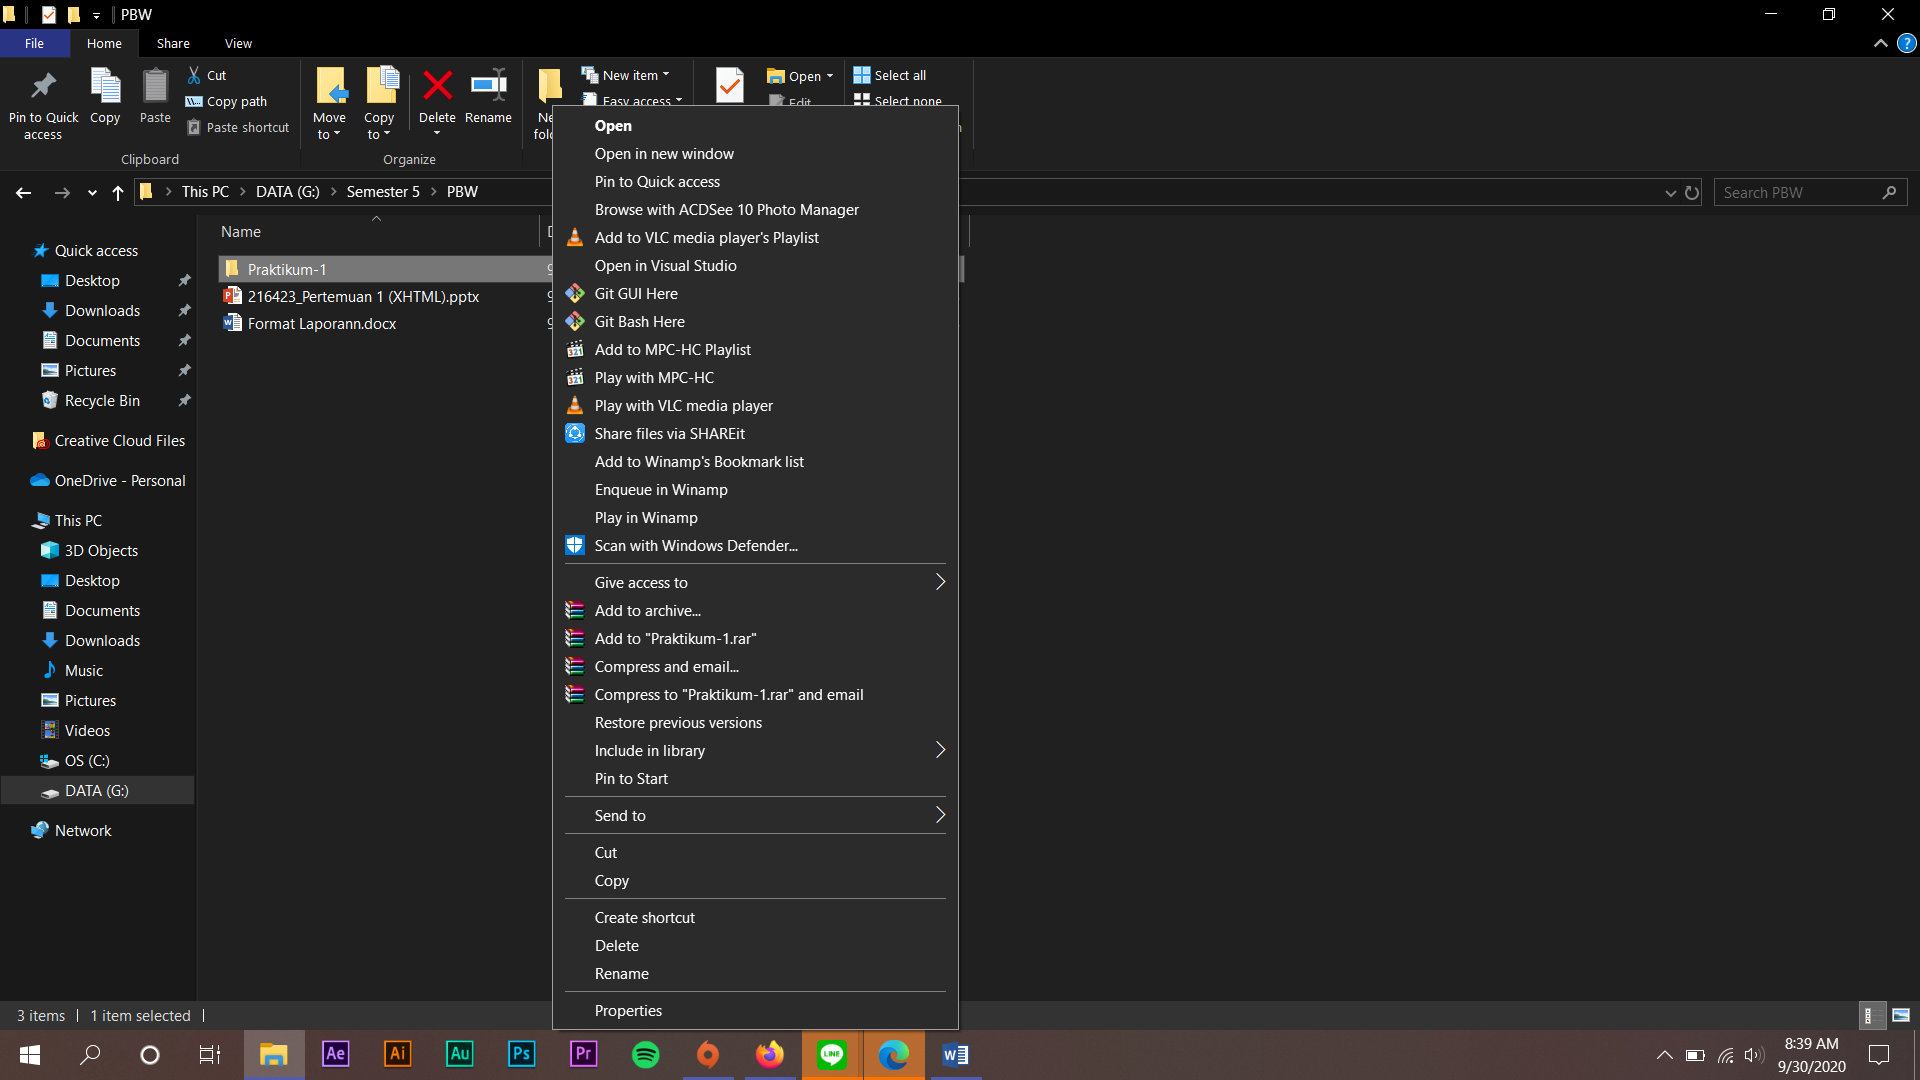 PBW
File
Home
Share
View
Pin to Quick access
Copy
Paste
Cut
Copy path
Paste shortcut
Clipboard
Move to
Copy to
Delete
Rename
Organize
New item
Easy access
Open
Edit
Select all
Select none
This PC
DATA (G:)
Semester 5
PBW
Search PBW
Name
Praktikum-1
216423_Pertemuan 1 (XHTML).pptx
Format Laporann.docx
Quick access
Desktop
Downloads
Documents
Pictures
Recycle Bin
Creative Cloud Files
OneDrive - Personal
This PC
3D Objects
Desktop
Documents
Downloads
Music
Pictures
Videos
OS (C:)
DATA (G:)
Network
Open
Open in new window
Pin to Quick access
Browse with ACDSee 10 Photo Manager
Add to VLC media player's Playlist
Open in Visual Studio
Git GUI Here
Git Bash Here
Add to MPC-HC Playlist
Play with MPC-HC
Play with VLC media player
Share files via SHAREit
Add to Winamp's Bookmark list
Enqueue in Winamp
Play in Winamp
Scan with Windows Defender...
Give access to
Add to archive...
Add to "Praktikum-1.rar"
Compress and email...
Compress to "Praktikum-1.rar" and email
Restore previous versions
Include in library
Pin to Start
Send to
Cut
Copy
Create shortcut
Delete
Rename
Properties
3 items
1 item selected
Ae
Ai
Au
Ps
Pr
LINE
8:39 AM
9/30/2020